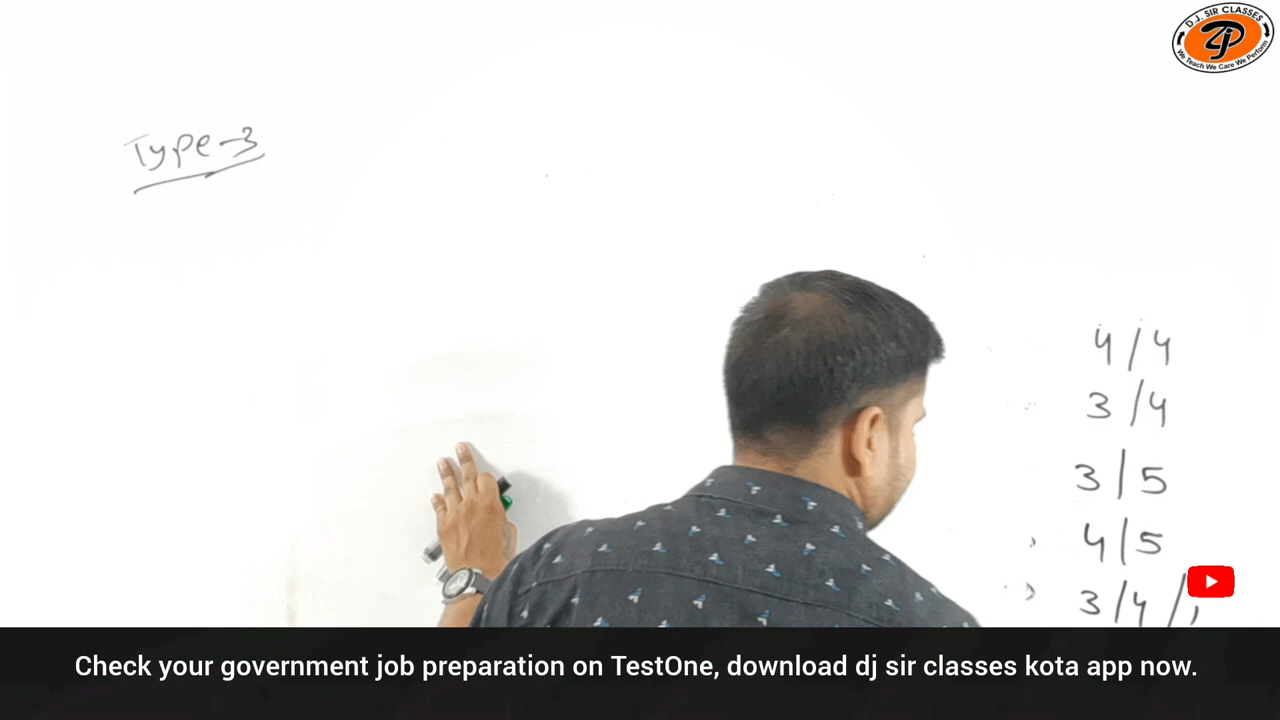 D.J. SIR CLASSES
We Teach We Care We Perform
Type-3
4/4
3/4
3/5
4/5
3/4/
Check your government job preparation on TestOne, download dj sir classes kota app now.